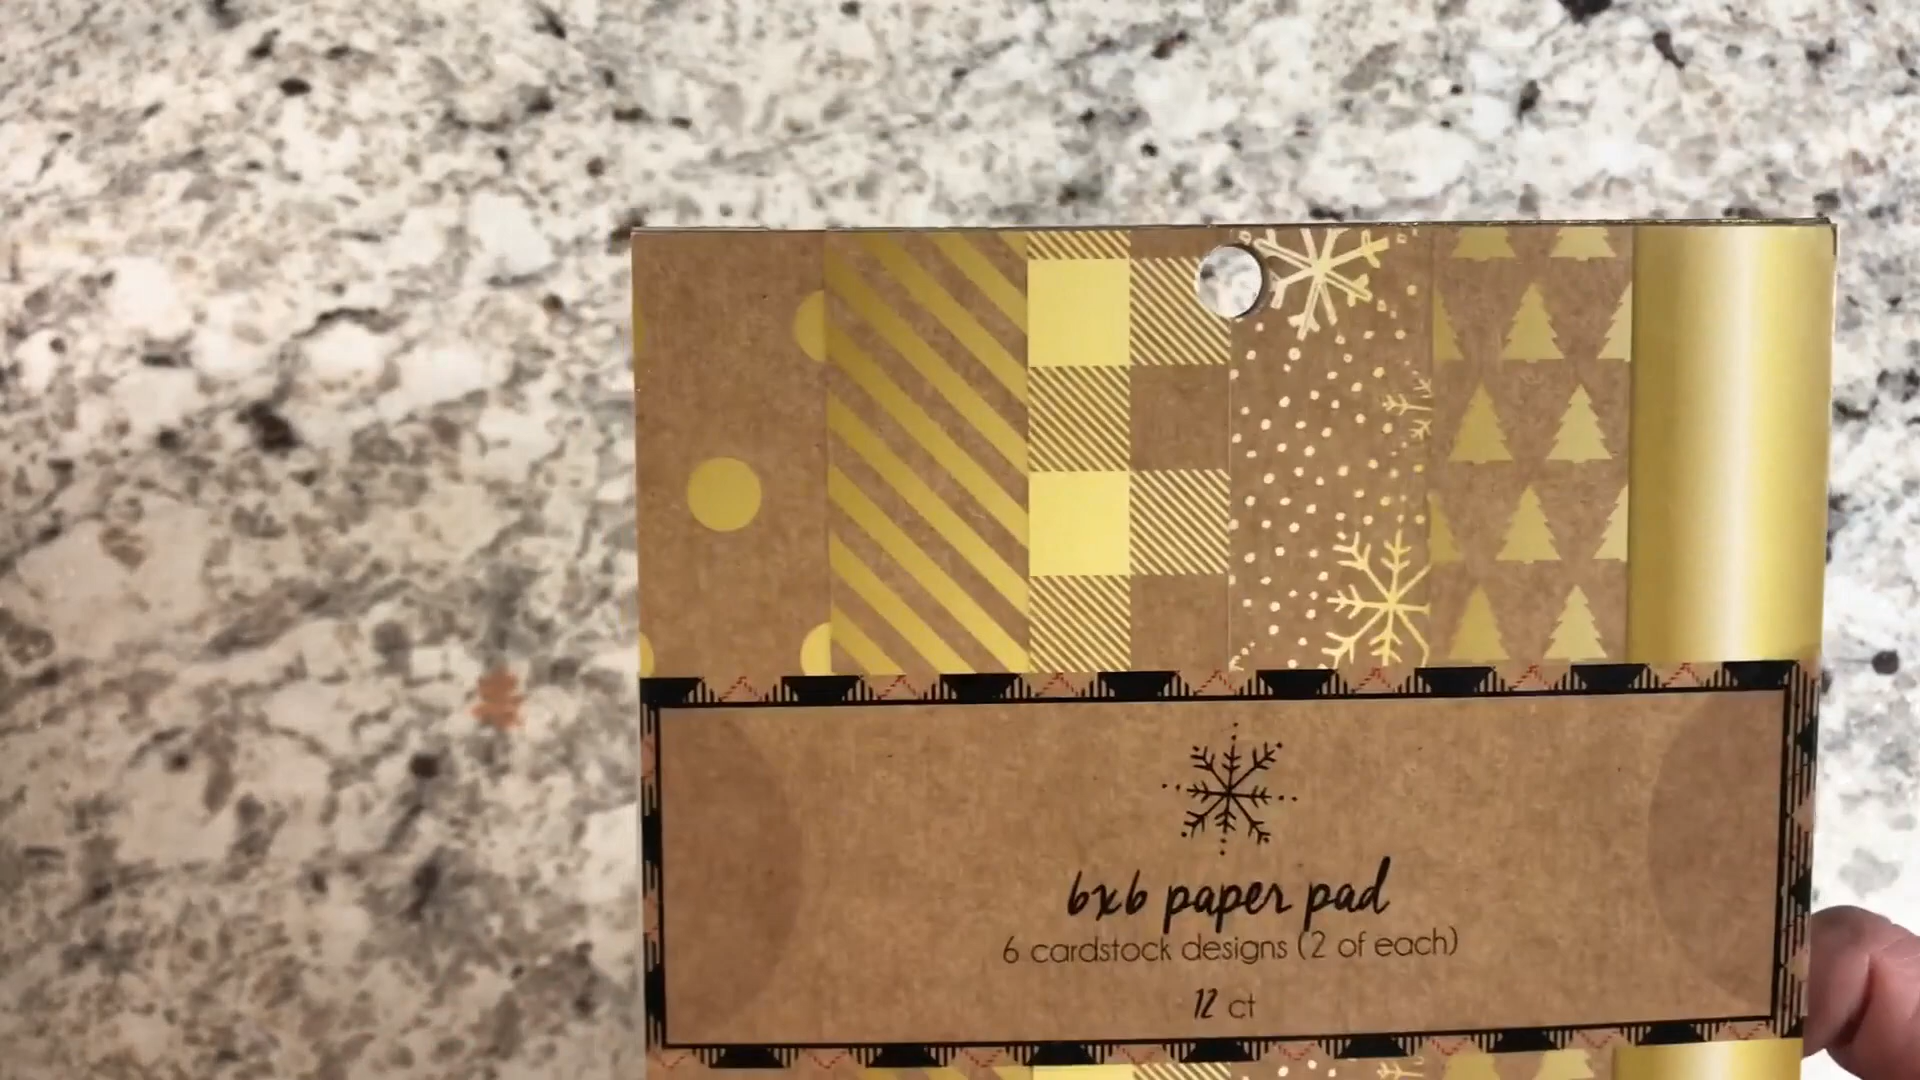 6x6 paper pad
6 cardstock designs (2 of each)
12 ct